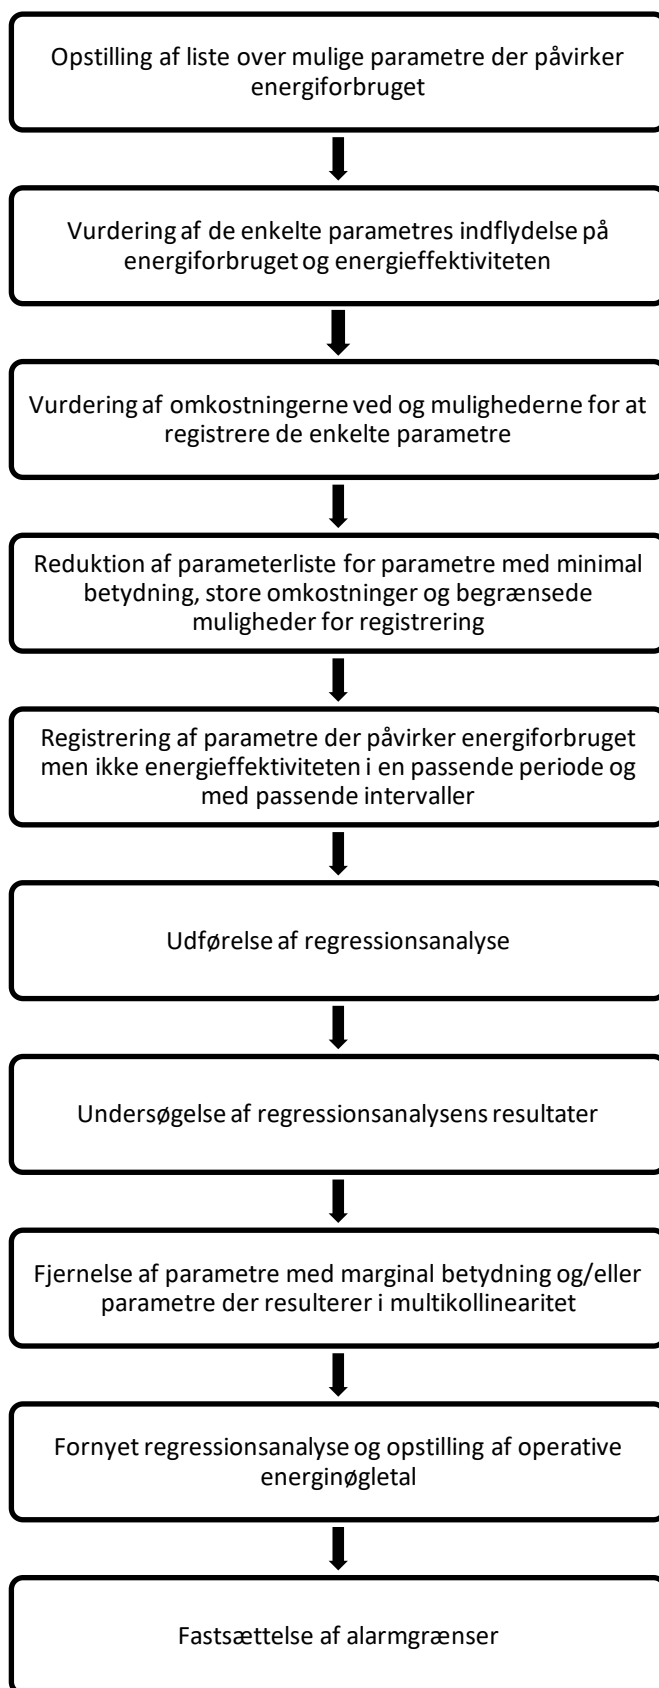 Opstilling af liste over mulige parametre der påvirker
energiforbruget
Vurdering af de enkelte parametres indflydelse på
energiforbruget og energieffektiviteten
Vurdering af omkostningerne ved og mulighederne for at
registrere de enkelte parametre
Reduktion af parameterliste for parametre med minimal
betydning, store omkostninger og begrænsede
muligheder for registrering
Registrering af parametre der påvirker energiforbruget
men ikke energieffektiviteten i en passende periode og
med passende intervaller
Udførelse af regressionsanalyse
Undersøgelse af regressionsanalysens resultater
Fjernelse af parametre med marginal betydning og/eller
parametre der resulterer i multikollinearitet
Fornyet regressionsanalyse og opstilling af operative
energinøgletal
Fastsættelse af alarmgrænser